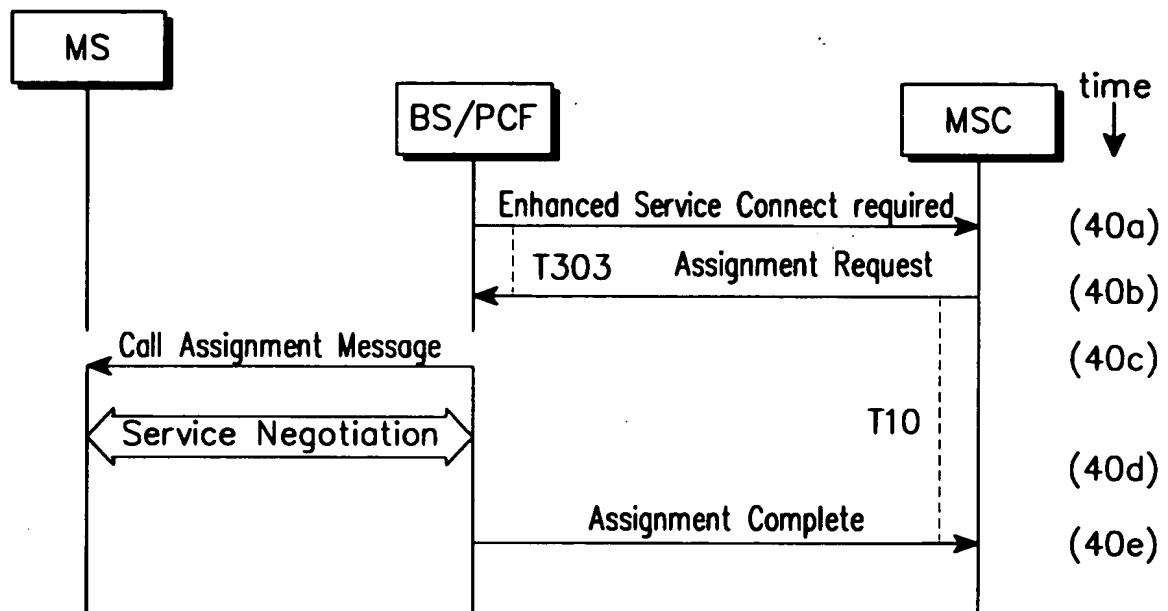 MS
BS/PCF
MSC
time
Enhanced Service Connect required
(40a)
T303
Assignment Request
(40b)
Call Assignment Message
(40c)
T10
Service Negotiation
(40d)
Assignment Complete
(40e)